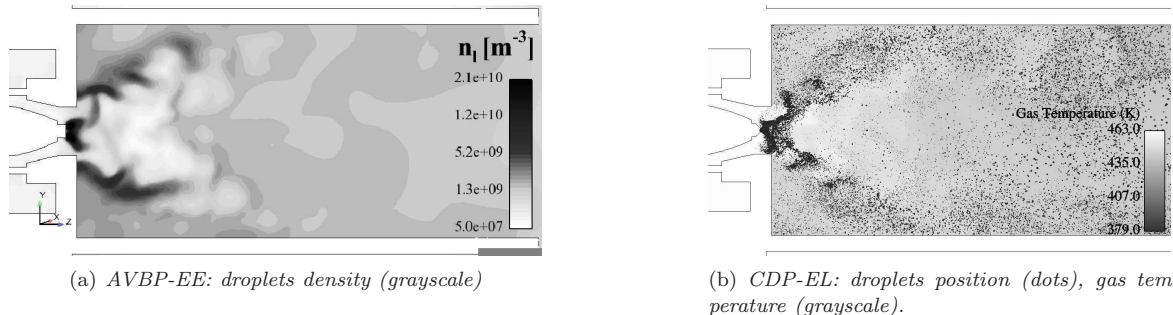 n_l [m^-3]
2.1e+10
1.2e+10
5.2e+09
1.3e+09
5.0e+07
Y
X
Z
Gas Temperature (K)
463.0
435.0
407.0
379.0
(a) AVBP-EE: droplets density (grayscale)
(b) CDP-EL: droplets position (dots), gas tem
perature (grayscale).